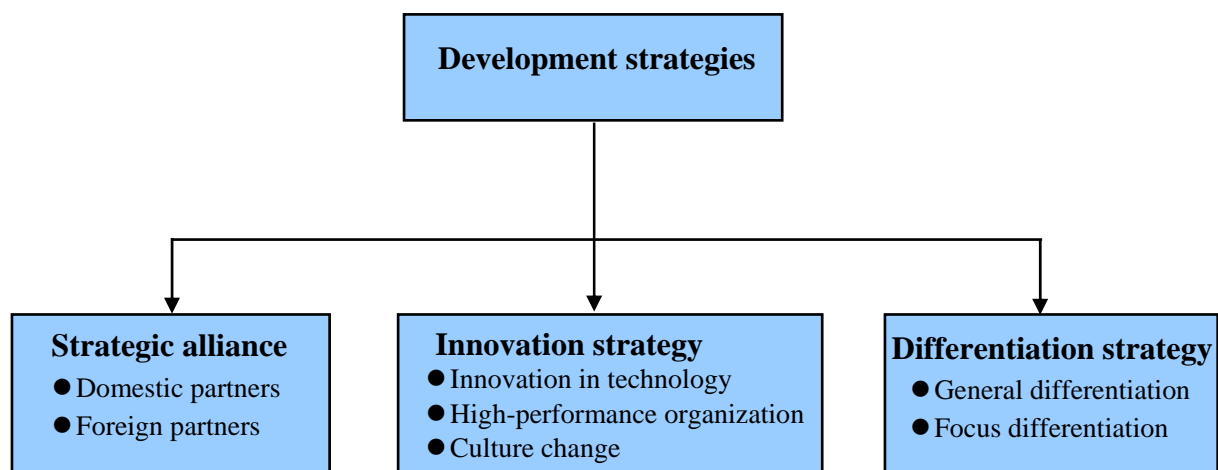 Development strategies
Strategic alliance
● Domestic partners
● Foreign partners
Innovation strategy
● Innovation in technology
● High-performance organization
● Culture change
Differentiation strategy
● General differentiation
● Focus differentiation